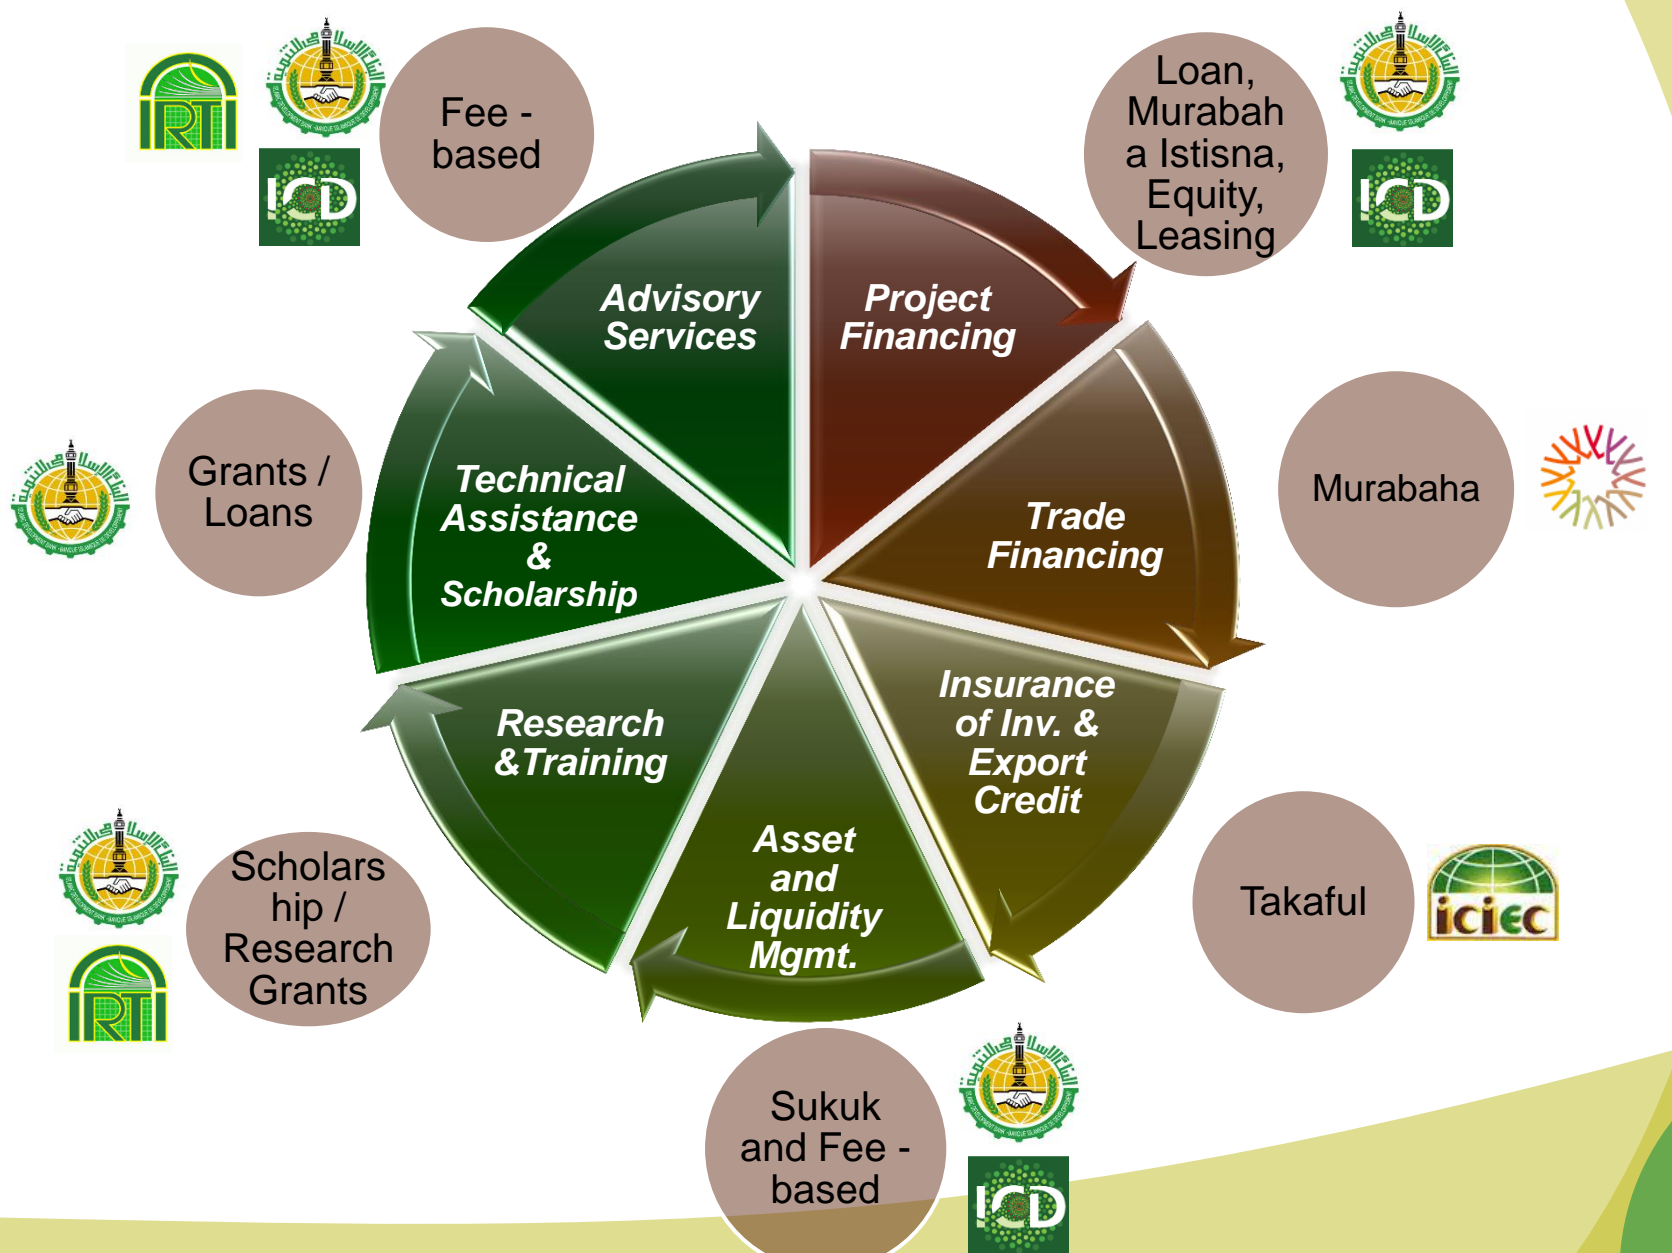 Fee -
based
Loan,
Murabah
a Istisna,
Equity,
Leasing
IRTI
ICD
ICD
Advisory
Services
Project
Financing
Grants /
Loans
Technical
Assistance
&
Scholarship
Trade
Financing
Murabaha
Research
&Training
Insurance
of Inv. &
Export
Credit
Asset
and
Liquidity
Mgmt.
Scholars
hip /
Research
Grants
IRTI
Takaful
iciec
Sukuk
and Fee -
based
ICD